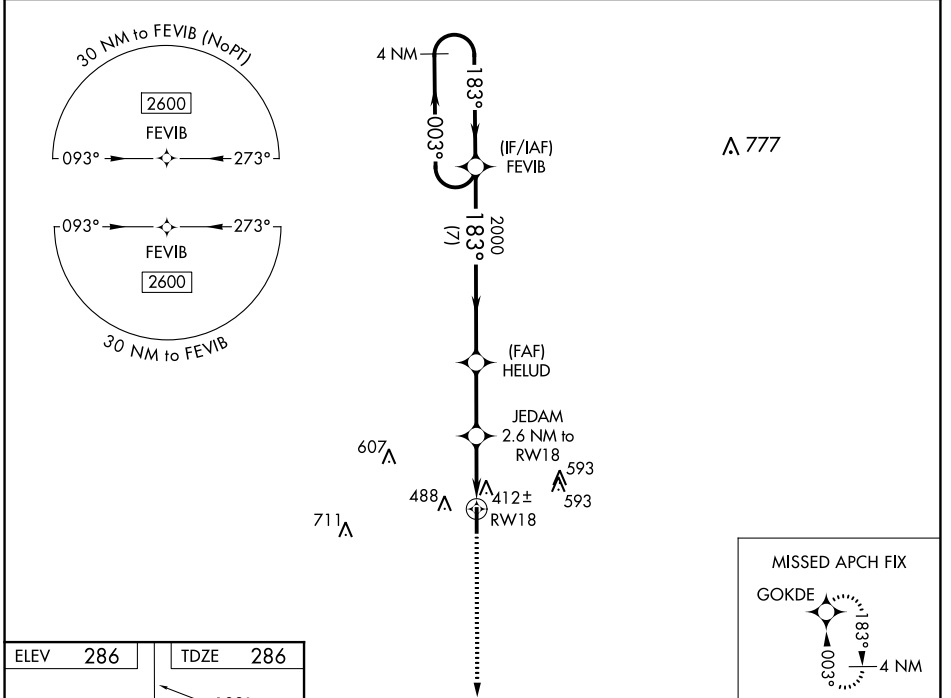 30 NM to FEVIB (NoPT)
2600
FEVIB
093°
273°
093°
273°
FEVIB
2600
30 NM to FEVIB
4 NM
183°
003°
(IF/IAF)
FEVIB
777
2000
183°
(7)
(FAF)
HELUD
JEDAM
2.6 NM to
RW18
607
593
593
488
412±
RW18
711
MISSED APCH FIX
GOKDE
183°
003°
4 NM
ELEV 286
TDZE 286